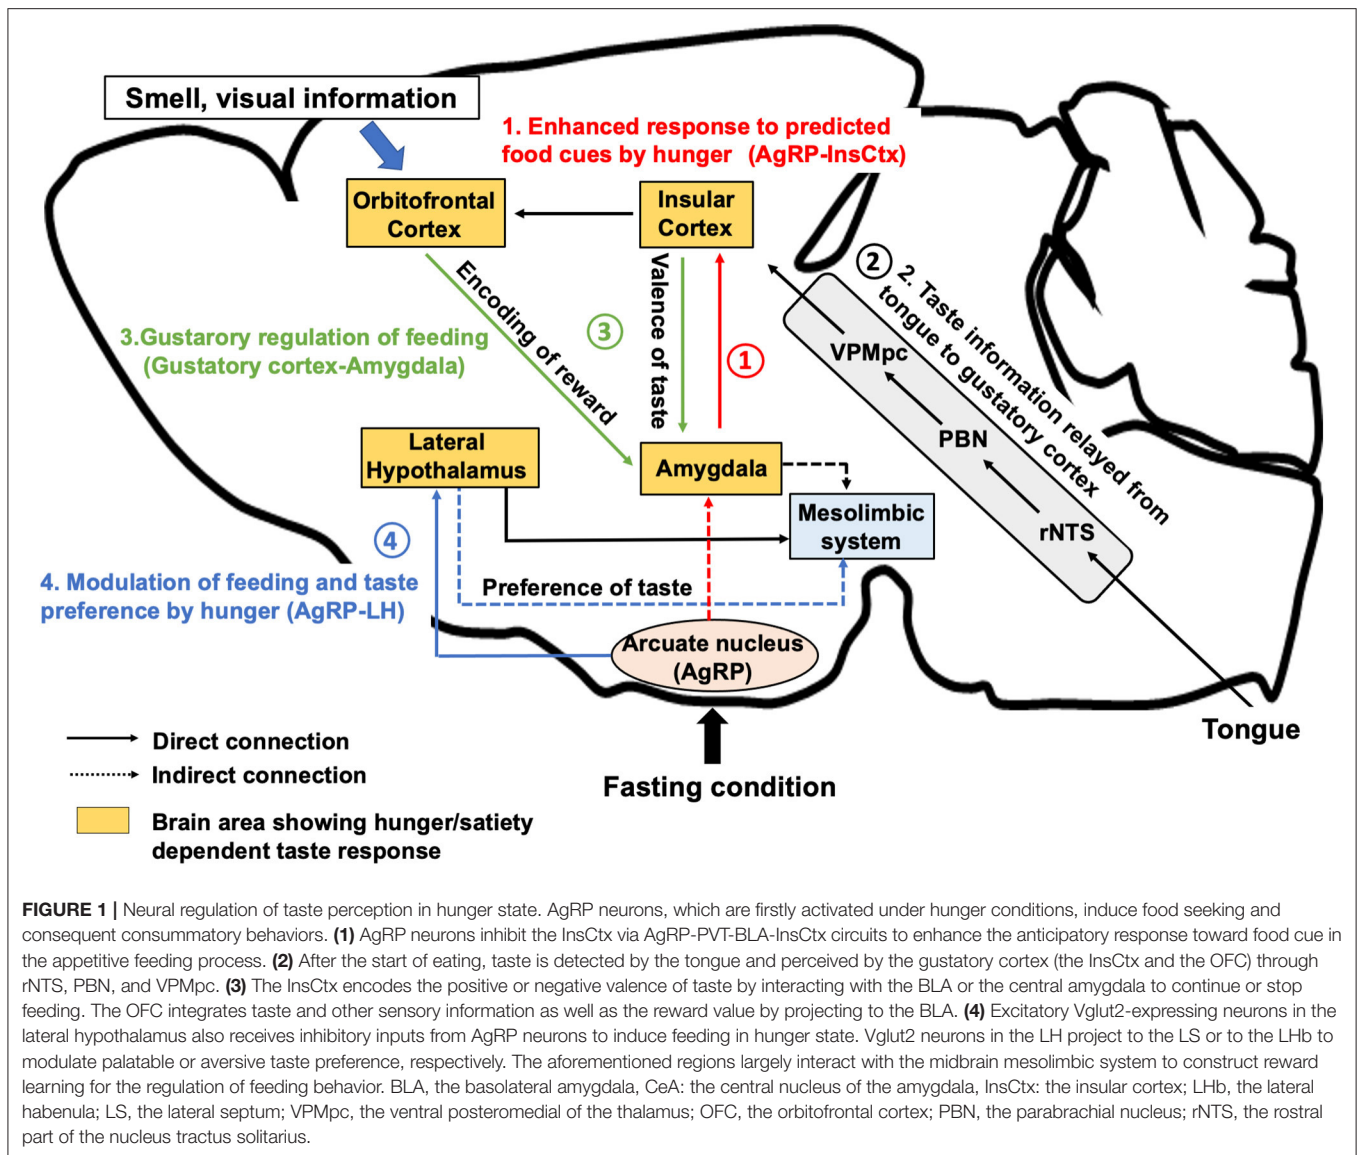 Smell, visual information
1. Enhanced response to predicted
food cues by hunger (AgRP-InsCtx)
Orbitofrontal
Cortex
Insular
Cortex
2
2. Taste information relayed from
tongue to gustatory cortex
Encoding of reward
Valence of taste
3
1
3.Gustarory regulation of feeding
(Gustatory cortex-Amygdala)
VPMpc
PBN
rNTS
Lateral
Hypothalamus
Amygdala
Mesolimbic
system
4
4. Modulation of feeding and taste
preference by hunger (AgRP-LH)
Preference of taste
Arcuate nucleus
(AgRP)
Tongue
Direct connection
Indirect connection
Fasting condition
Brain area showing hunger/satiety
dependent taste response
FIGURE 1 | Neural regulation of taste perception in hunger state. AgRP neurons, which are firstly activated under hunger conditions, induce food seeking and
consequent consummatory behaviors. (1) AgRP neurons inhibit the InsCtx via AgRP-PVT-BLA-InsCtx circuits to enhance the anticipatory response toward food cue in
the appetitive feeding process. (2) After the start of eating, taste is detected by the tongue and perceived by the gustatory cortex (the InsCtx and the OFC) through
rNTS, PBN, and VPMpc. (3) The InsCtx encodes the positive or negative valence of taste by interacting with the BLA or the central amygdala to continue or stop
feeding. The OFC integrates taste and other sensory information as well as the reward value by projecting to the BLA. (4) Excitatory Vglut2-expressing neurons in the
lateral hypothalamus also receives inhibitory inputs from AgRP neurons to induce feeding in hunger state. Vglut2 neurons in the LH project to the LS or to the LHb to
modulate palatable or aversive taste preference, respectively. The aforementioned regions largely interact with the midbrain mesolimbic system to construct reward
learning for the regulation of feeding behavior. BLA, the basolateral amygdala, CeA: the central nucleus of the amygdala, InsCtx: the insular cortex; LHb, the lateral
habenula; LS, the lateral septum; VPMpc, the ventral posteromedial of the thalamus; OFC, the orbitofrontal cortex; PBN, the parabrachial nucleus; rNTS, the rostral
part of the nucleus tractus solitarius.